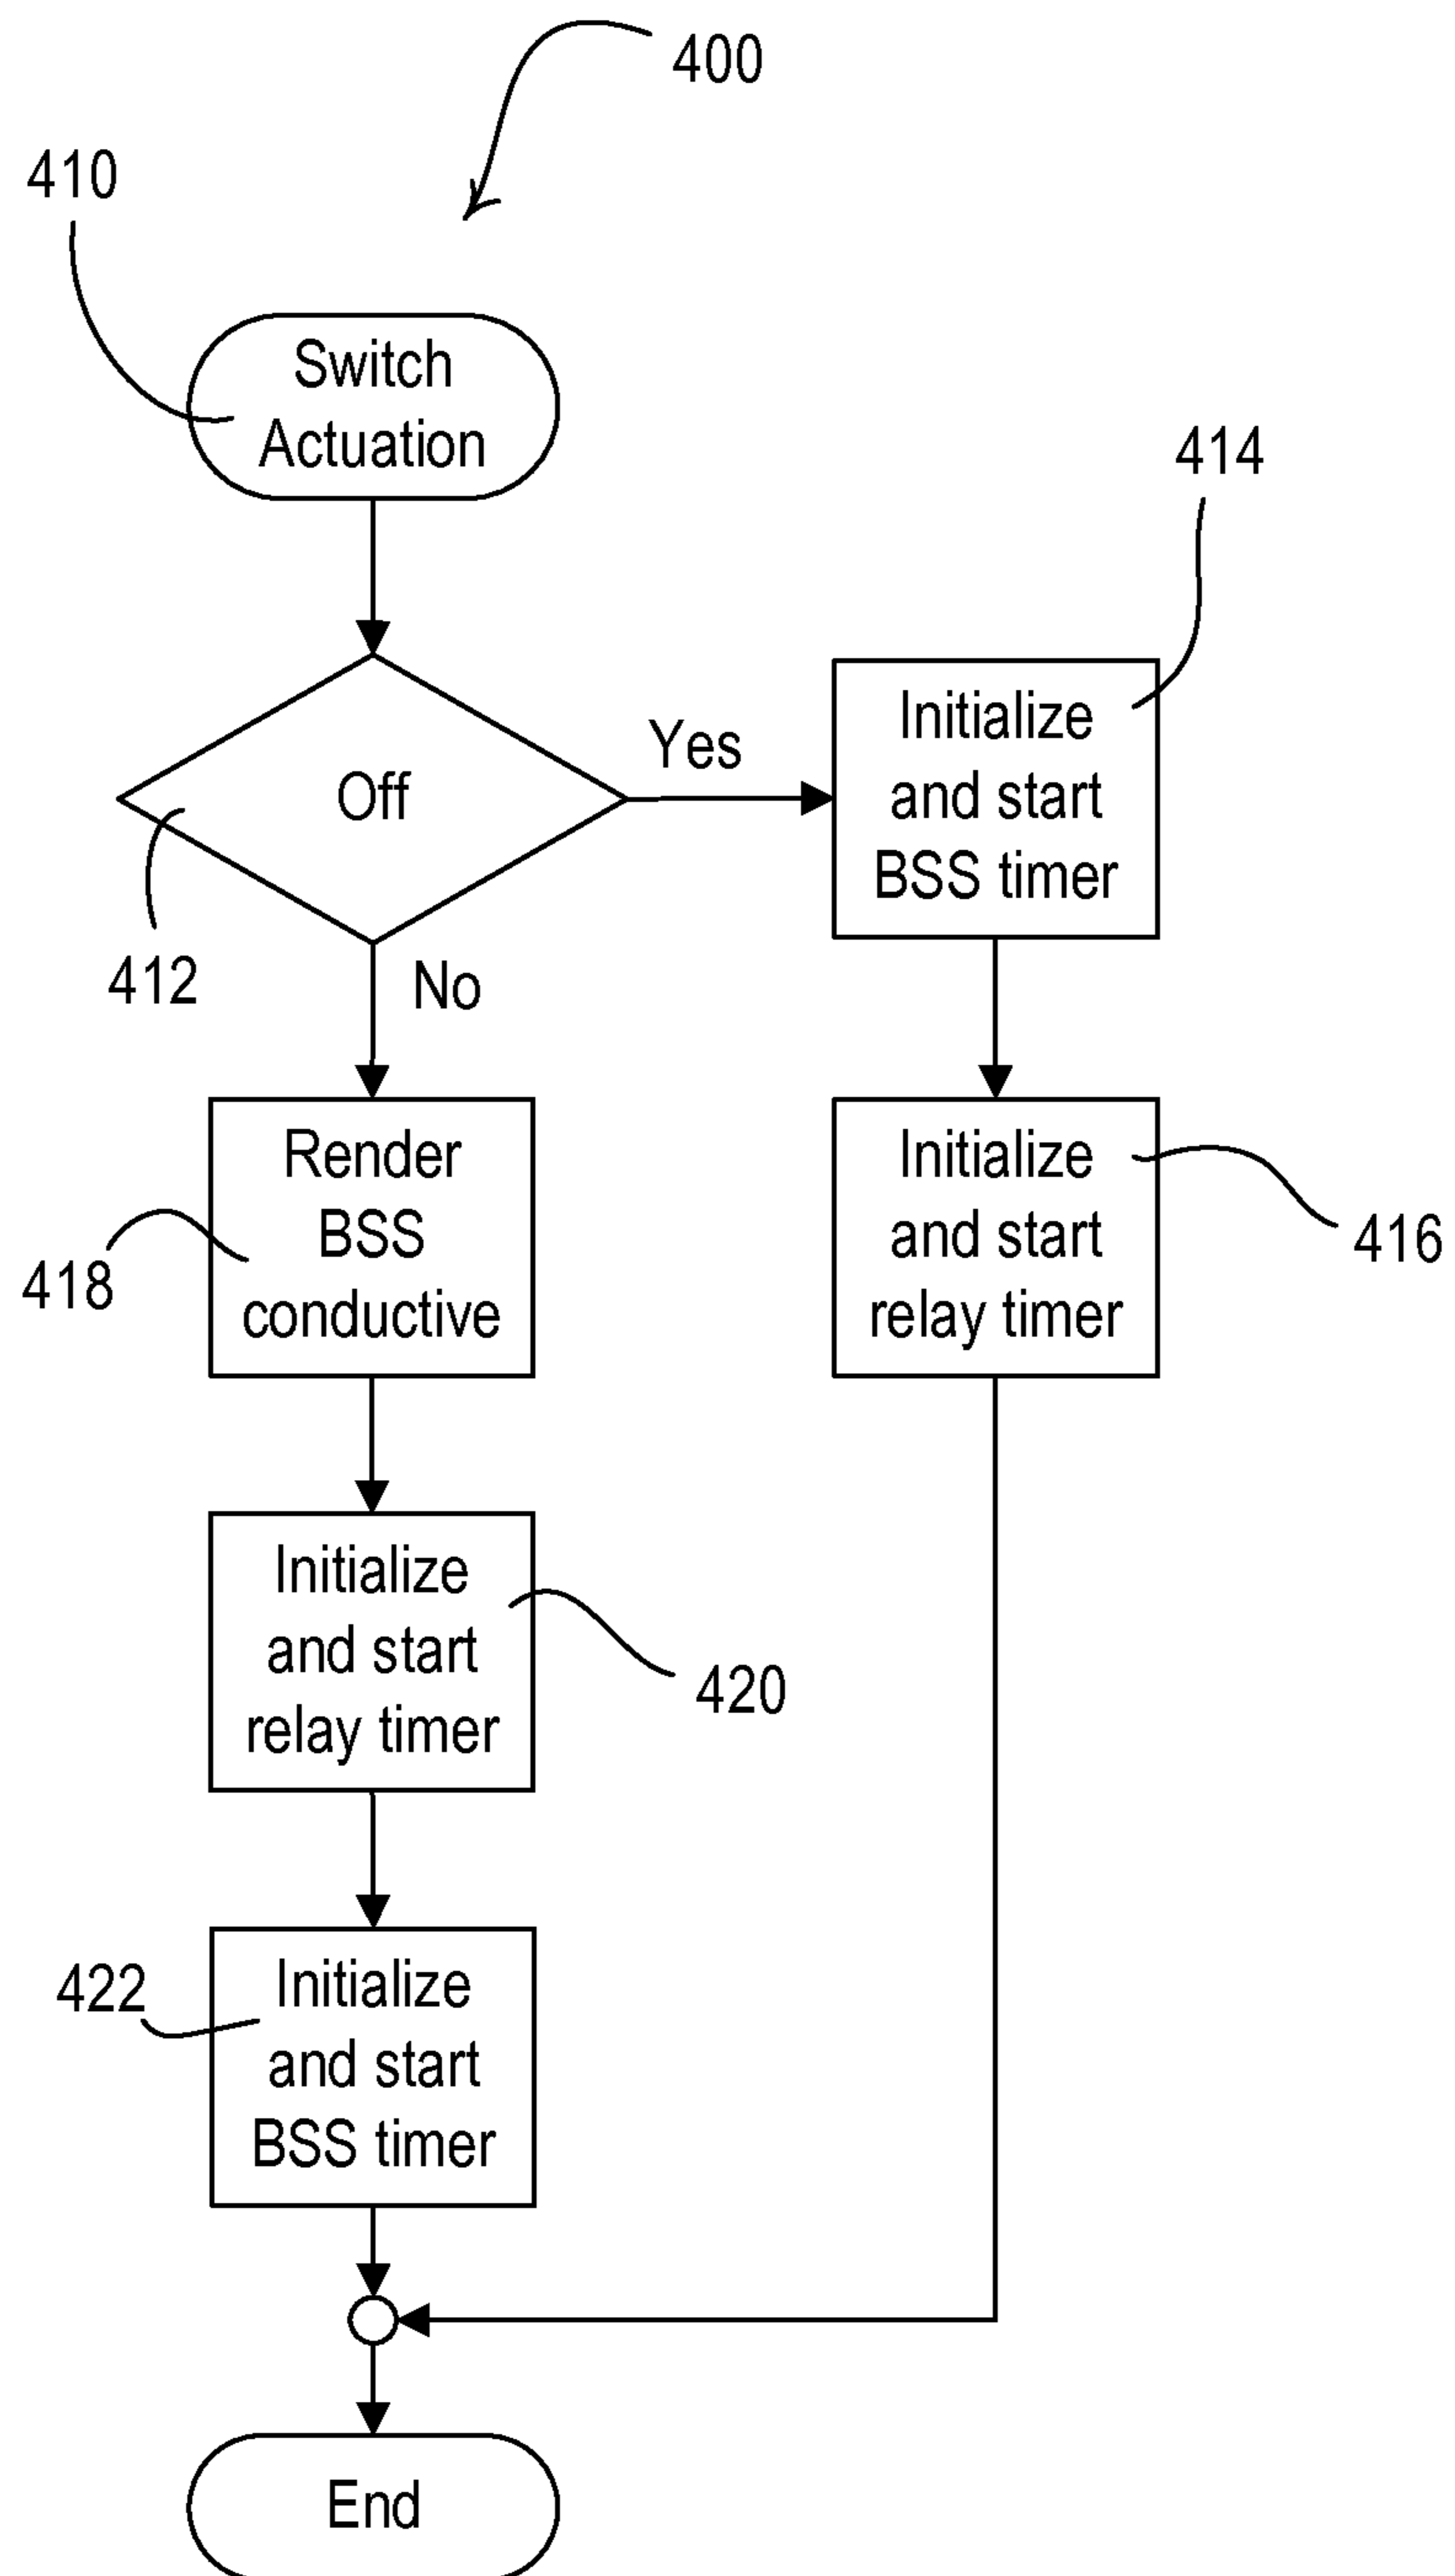 400
410
Switch
Actuation
414
Off
Yes
Initialize
and start
BSS timer
412
No
Render
BSS
conductive
418
Initialize
and start
relay timer
416
Initialize
and start
relay timer
420
422
Initialize
and start
BSS timer
End